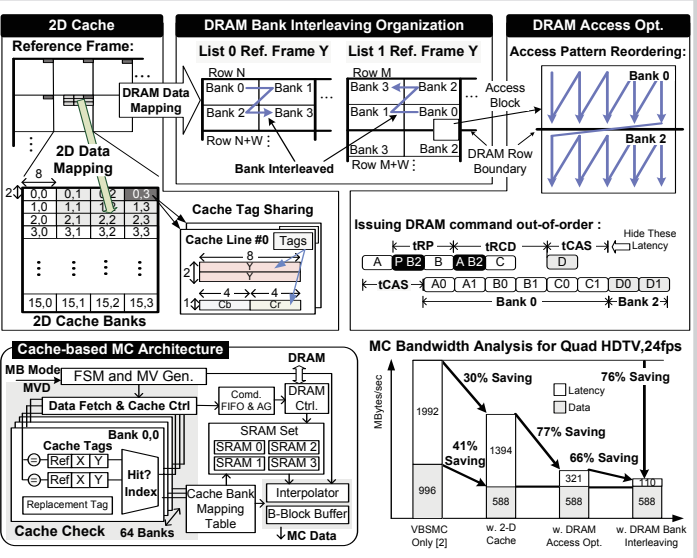 2D Cache
Reference Frame:
8
2D Data
Mapping
2
0,0 0,1 0,2 0,3
1,0 1,1 1,3
2,0 2,1 2,2 2,3
3,0 3,1 3,2 3,3
15,0 15,1 15,2 15,3
2D Cache Banks
DRAM Data
Mapping
DRAM Bank Interleaving Organization
List 0 Ref. Frame Y
Row N
Bank 0 Bank 1
Bank 2 Bank 3
Row N+W
List 1 Ref. Frame Y
Row M
Bank 3 Bank 2
Bank 1 Bank 0
Bank 3 Bank 2
Row M+W
Bank Interleaved
Access
Block
DRAM Row
Boundary
DRAM Access Opt.
Access Pattern Reordering:
Bank 0
Bank 2
Cache Tag Sharing
Cache Line #0 Tags
8
2 Y
Y
4 4
1 Cb Cr
Issuing DRAM command out-of-order :
Hide These
Latency
tRP tRCD tCAS
A P B2 B A B2 C D
tCAS A0 A1 B0 B1 C0 C1 D0 D1
Bank 0 Bank 2
Cache-based MC Architecture
MB Mode
MVD
FSM and MV Gen.
DRAM
Data Fetch & Cache Ctrl
Comd.
FIFO & AG
DRAM
Ctrl.
Bank 0,0
Cache Tags
= Ref X Y
= Ref X Y
Replacement Tag
Hit?
Index
Cache Check
64 Banks
SRAM Set
SRAM 0 SRAM 2
SRAM 1 SRAM 3
Cache Bank
Mapping
Table
Interpolator
B-Block Buffer
MC Data
MC Bandwidth Analysis for Quad HDTV,24fps
MBytes/sec
30% Saving
76% Saving
Latency
Data
77% Saving
41%
Saving
66% Saving
1992
1394
321
110
996
588
588
588
VBSMC
Only [2]
w. 2-D
Cache
w. DRAM
Access Opt.
w. DRAM Bank
Interleaving